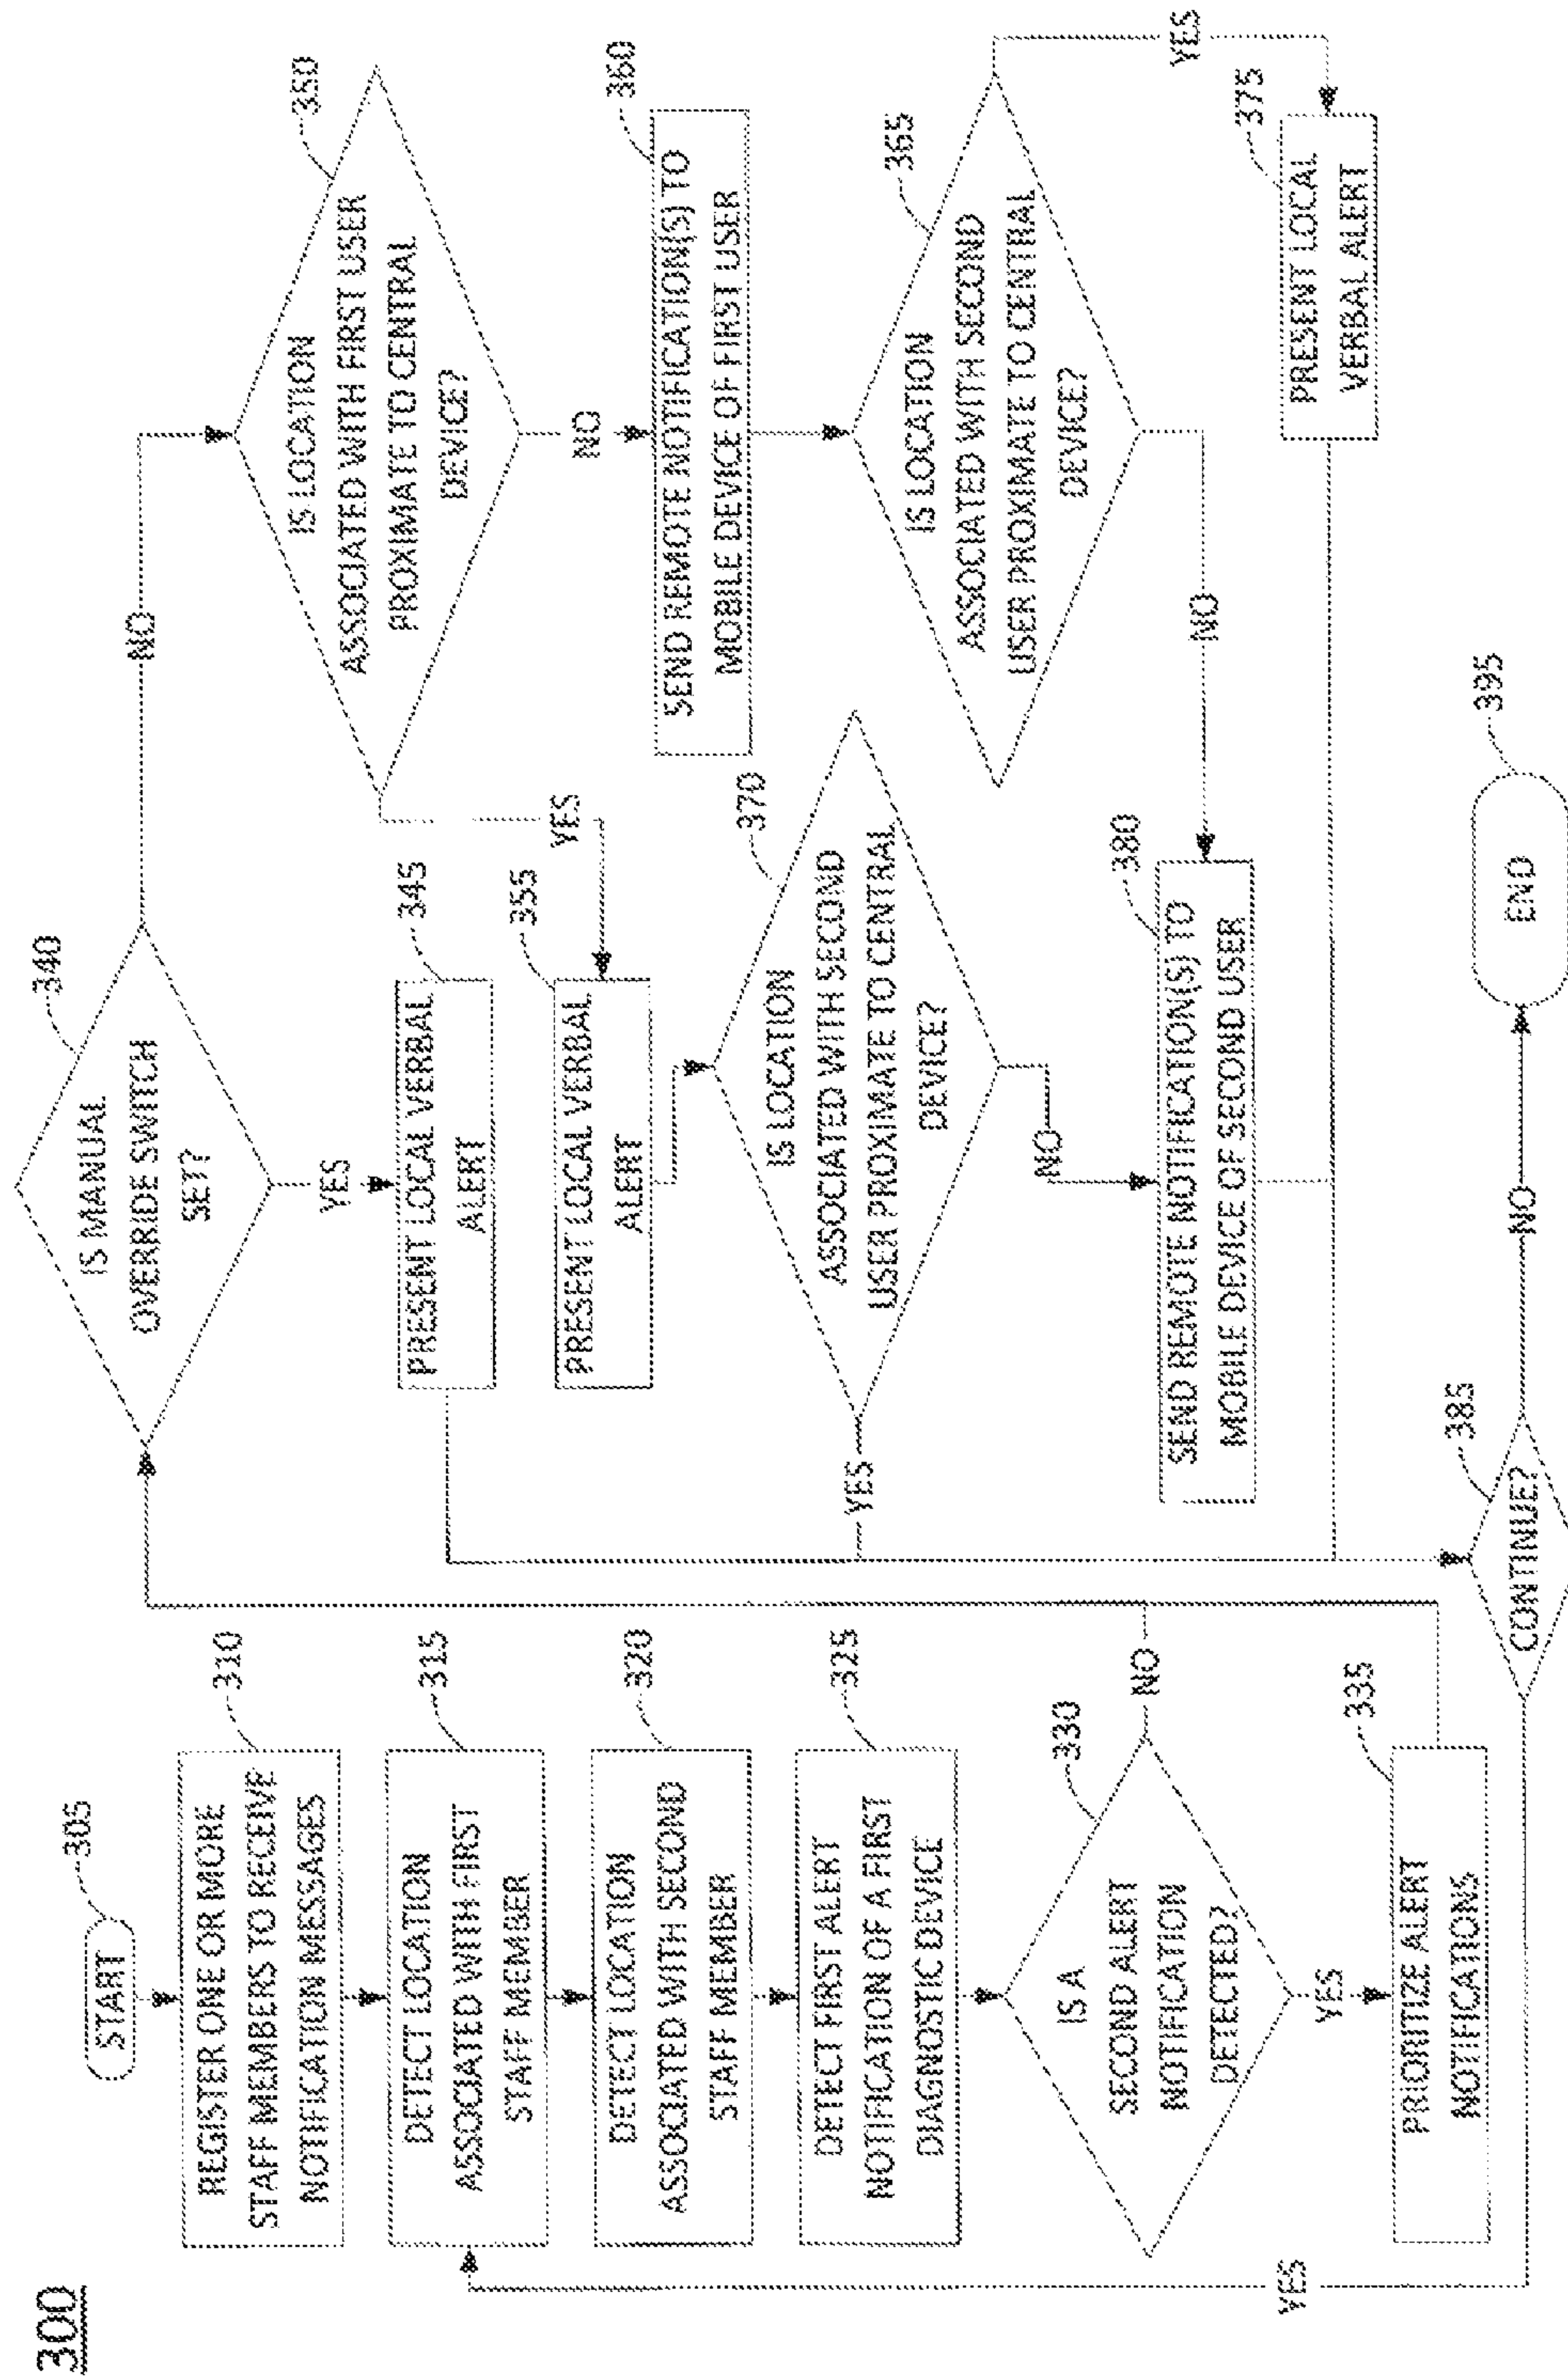 300
START
305
REGISTER ONE OR MORE
STAFF MEMBERS TO RECEIVE
NOTIFICATION MESSAGES
310
DETECT LOCATION
ASSOCIATED WITH FIRST
STAFF MEMBER
315
DETECT LOCATION
ASSOCIATED WITH SECOND
STAFF MEMBER
320
DETECT FIRST ALERT
NOTIFICATION OF A FIRST
DIAGNOSTIC DEVICE
325
IS A
SECOND ALERT
NOTIFICATION
DETECTED?
330
NO
YES
PRIORITIZE ALERT
NOTIFICATIONS
335
IS MANUAL
OVERRIDE SWITCH
SET?
340
NO
YES
PRESENT LOCAL VERBAL
ALERT
345
IS LOCATION
ASSOCIATED WITH FIRST USER
PROXIMATE TO CENTRAL
DEVICE?
350
YES
NO
PRESENT LOCAL VERBAL
ALERT
355
SEND REMOTE NOTIFICATION(S) TO
MOBILE DEVICE OF FIRST USER
360
IS LOCATION
ASSOCIATED WITH SECOND
USER PROXIMATE TO CENTRAL
DEVICE?
370
YES
NO
IS LOCATION
ASSOCIATED WITH SECOND
USER PROXIMATE TO CENTRAL
DEVICE?
365
NO
YES
SEND REMOTE NOTIFICATION(S) TO
MOBILE DEVICE OF SECOND USER
380
PRESENT LOCAL
VERBAL ALERT
375
CONTINUE?
385
YES
NO
END
395